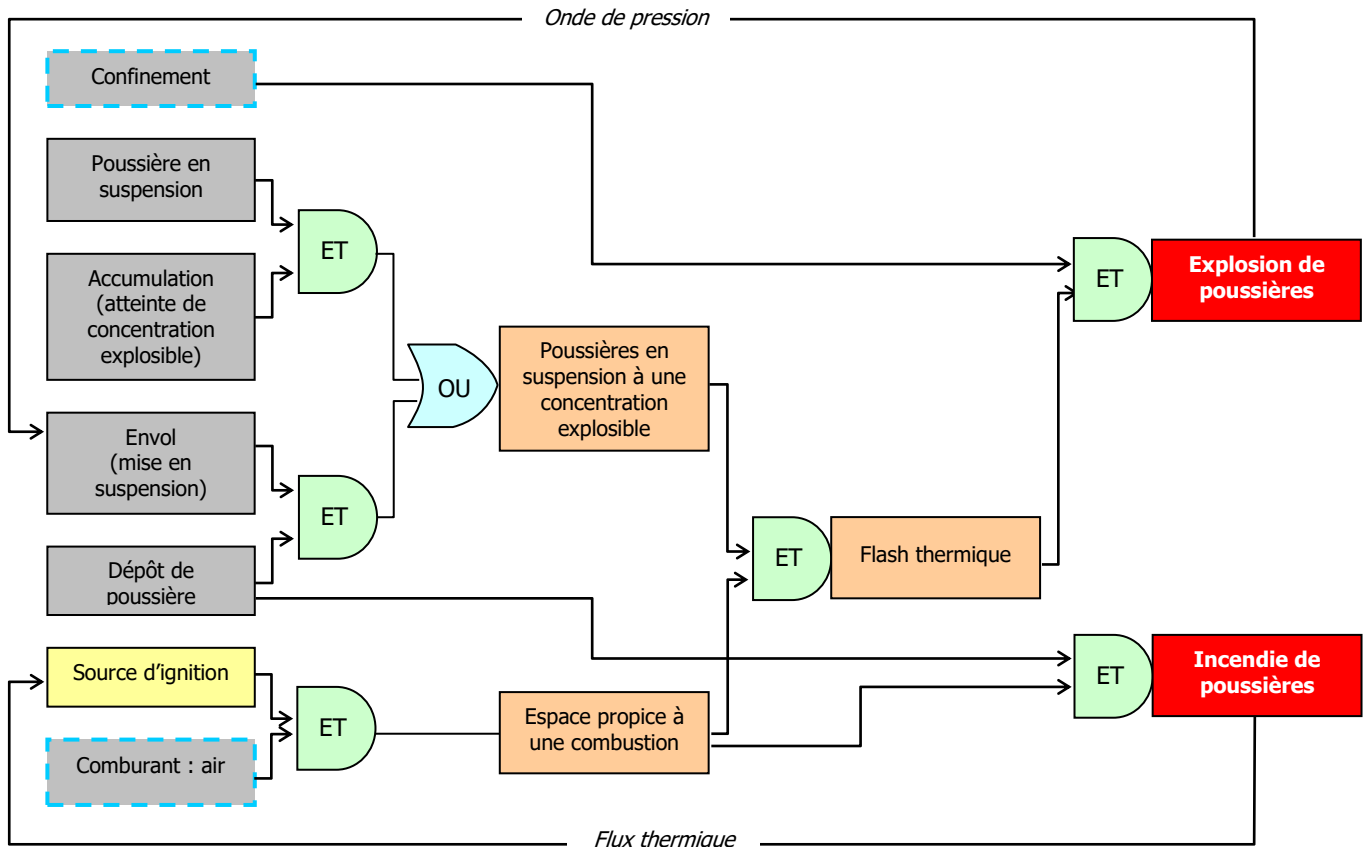 Onde de pression
Confinement
Poussière en
suspension
ET
Accumulation
(atteinte de
concentration
explosible)
ET
Explosion de
poussières
OU
Poussières en
suspension à une
concentration
explosible
Envol
(mise en
suspension)
ET
Dépôt de
poussière
ET
Flash thermique
Source d'ignition
ET
Comburant : air
Espace propice à
une combustion
ET
Incendie de
poussières
Flux thermique